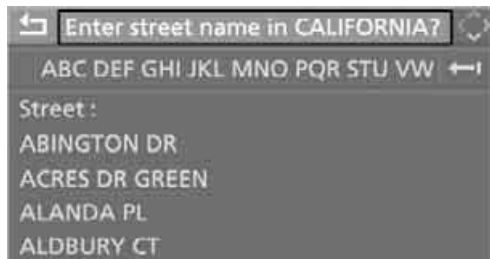 Enter street name in CALIFORNIA?
ABC DEF GHI JKL MNO PQR STU VW
Street :
ABINGTON DR
ACRES DR GREEN
ALANDA PL
ALDBURY CT